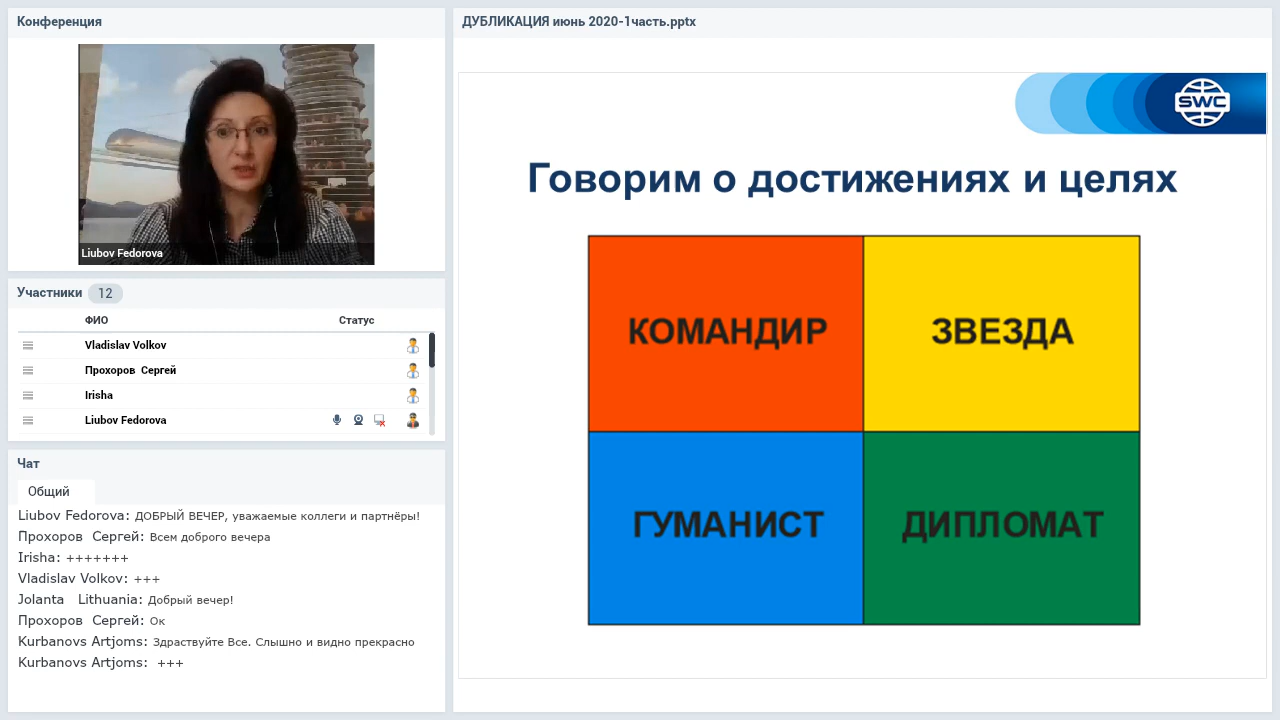 Конференция
Liubov Fedorova
Участники 12
ФИО Статус
Vladislav Volkov
Прохоров Сергей
Irisha
Liubov Fedorova
Чат
Общий
Liubov Fedorova: ДОБРЫЙ ВЕЧЕР, уважаемые коллеги и партнёры!
Прохоров Сергей: Всем доброго вечера
Irisha: +++++++
Vladislav Volkov: +++
Jolanta Lithuania: Добрый вечер!
Прохоров Сергей: Ок
Kurbanovs Artjoms: Здраствуйте Все. Слышно и видно прекрасно
Kurbanovs Artjoms: +++
ДУБЛИКАЦИЯ июнь 2020-1часть.pptx
SWC
Говорим о достижениях и целях
КОМАНДИР ЗВЕЗДА
ГУМАНИСТ ДИПЛОМАТ